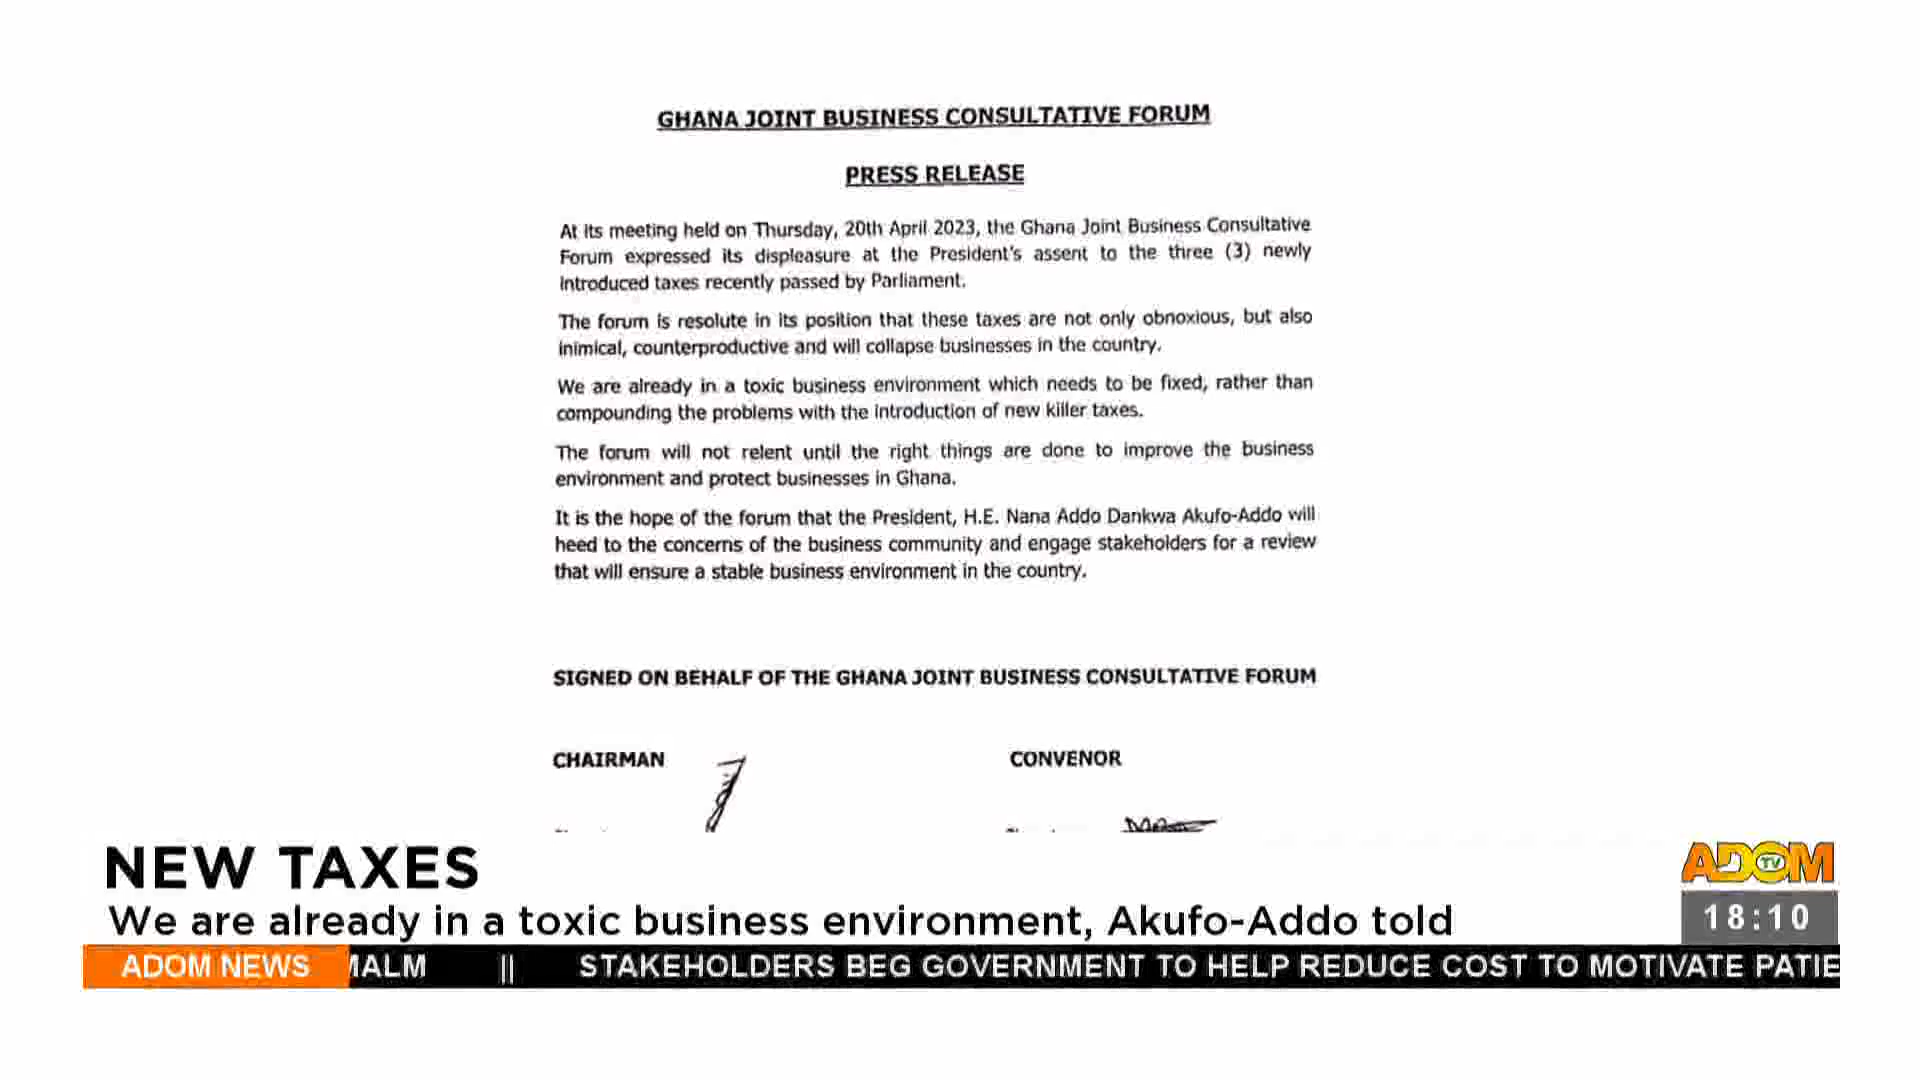 GHANA JOINT BUSINESS CONSULTATIVE FORUM
PRESS RELEASE
At its meeting held on Thursday, 20th April 2023, the Ghana Joint Business Consultative
Forum expressed its displeasure at the President's assent to the three (3) newly
introduced taxes recently passed by Parliament.
The forum is resolute in its position that these taxes are not only obnoxious, but also
inimical, counterproductive and will collapse businesses in the country.
We are already in a toxic business environment which needs to be fixed, rather than
compounding the problems with the introduction of new killer taxes.
The forum will not relent until the right things are done to improve the business
environment and protect businesses in Ghana.
It is the hope of the forum that the President, H.E. Nana Addo Dankwa Akufo-Addo will
heed to the concerns of the business community and engage stakeholders for a review
that will ensure a stable business environment in the country.
SIGNED ON BEHALF OF THE GHANA JOINT BUSINESS CONSULTATIVE FORUM
CHAIRMAN CONVENOR
NEW TAXES
We are already in a toxic business environment, Akufo-Addo told
ADOM TV
18:10
ADOM NEWS MALM || STAKEHOLDERS BEG GOVERNMENT TO HELP REDUCE COST TO MOTIVATE PATIE